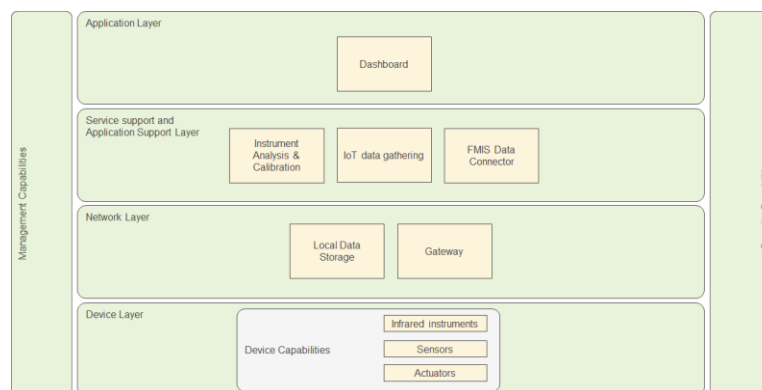 Application Layer
Dashboard
Service support and
Application Support Layer
Instrument
Analysis &
Calibration
IoT data gathering
FMIS Data
Connector
Management Capabilities
Network Layer
Local Data
Storage
Gateway
Device Layer
Device Capabilities
Infrared instruments
Sensors
Actuators